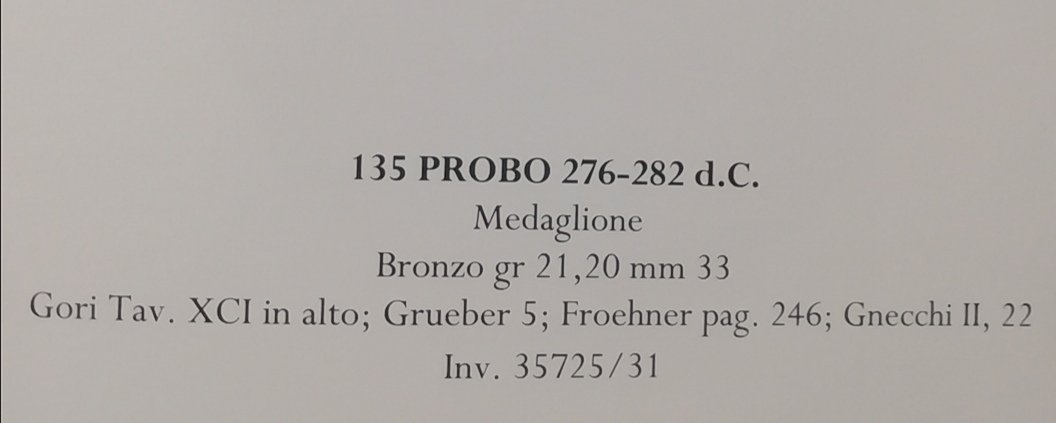 135 PROBO 276-282 d.C.
Medaglione
Bronzo gr 21,20 mm 33
Gori Tav. XCI in alto; Grueber 5; Froehner pag. 246; Gnecchi II, 22
Inv. 35725/31